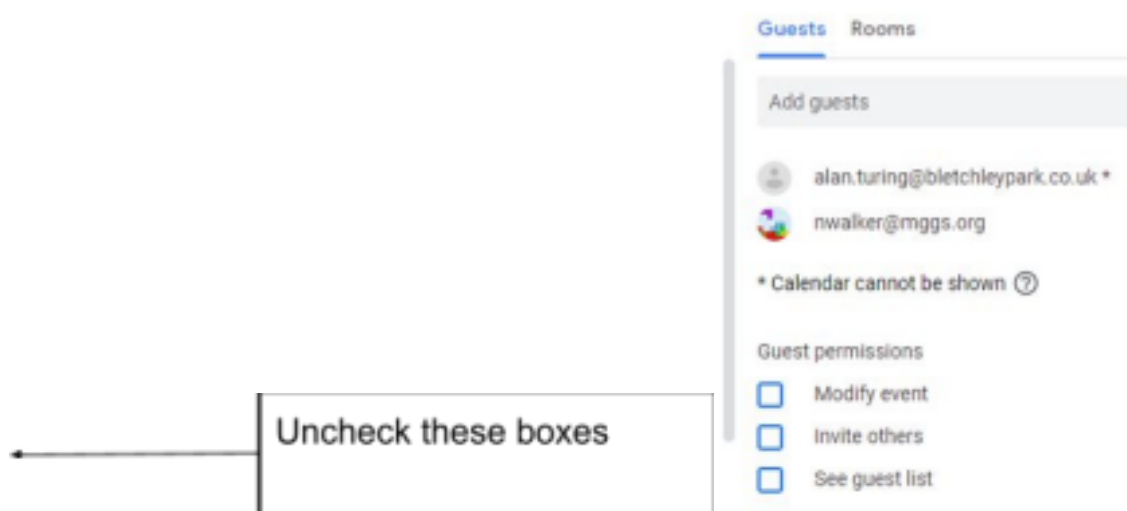 Guests Rooms
Add guests
alan.turing@bletchleypark.co.uk *
nwalker@mggs.org
* Calendar cannot be shown ?
Guest permissions
Modify event
Invite others
See guest list
Uncheck these boxes